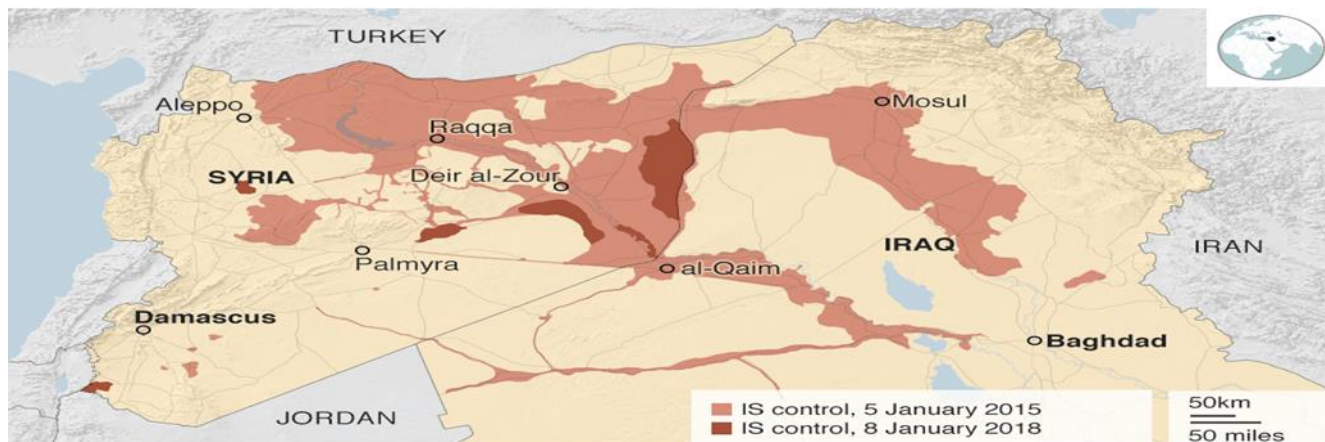 TURKEY
Aleppo
Mosul
Raqqa
SYRIA
Deir al-Zour
IRAQ
IRAN
Palmyra
al-Qaim
Damascus
Baghdad
JORDAN
IS control, 5 January 2015
IS control, 8 January 2018
50km
50 miles